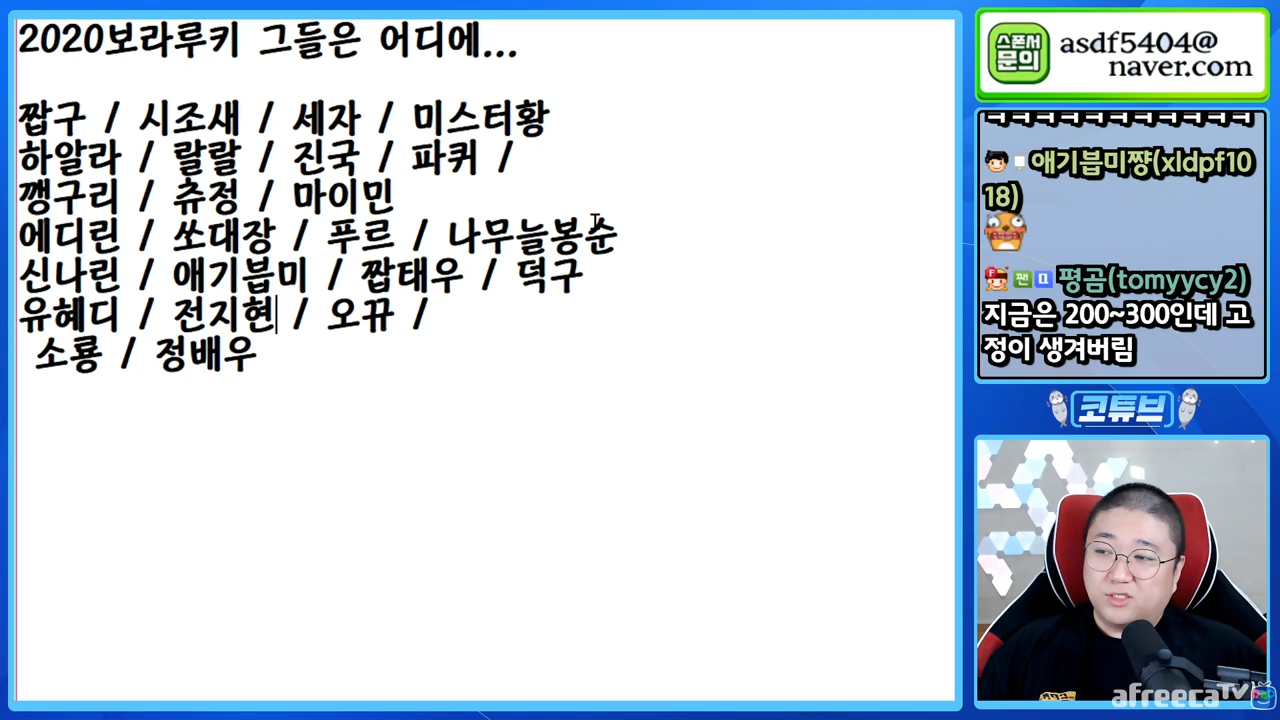 2020보라루키 그들은 어디에...
짭구 / 시조새 / 세자 / 미스터황
하알라 / 랄랄 / 진국 / 파퀴 /
깽구리 / 츄정 / 마이민
에디린 / 쏘대장 / 푸르 / 나무늘봉순
신나린 / 애기븝미 / 짭태우 / 덕구
유혜디 / 전지현 / 오뀨 /
소룡 / 정배우
스폰서
문의
asdf5404@
naver.com
ㅋㅋㅋㅋㅋㅋㅋㅋㅋㅋㅋㅋㅋ
애기븝미쨩(xldpf10
18)
팬 평곰(tomyycy2)
지금은 200~300인데 고
정이 생겨버림
코튜브
afreecaTV